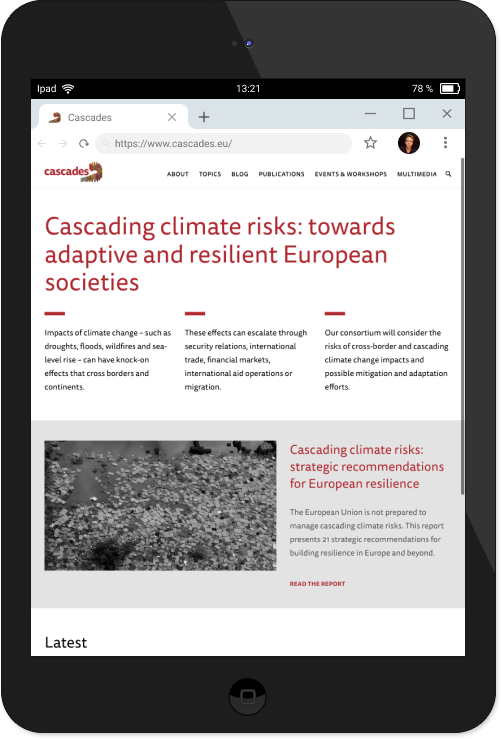 Ipad
13:21
78 %
Cascades
https://www.cascades.eu/
cascades
ABOUT TOPICS BLOG PUBLICATIONS EVENTS & WORKSHOPS MULTIMEDIA
Cascading climate risks: towards
adaptive and resilient European
societies
Impacts of climate change – such as
droughts, floods, wildfires and sea-
level rise – can have knock-on
effects that cross borders and
continents.
These effects can escalate through
security relations, international
trade, financial markets,
international aid operations or
migration.
Our consortium will consider the
risks of cross-border and cascading
climate change impacts and
possible mitigation and adaptation
efforts.
Cascading climate risks:
strategic recommendations
for European resilience
The European Union is not prepared to
manage cascading climate risks. This report
presents 21 strategic recommendations for
building resilience in Europe and beyond.
READ THE REPORT
Latest